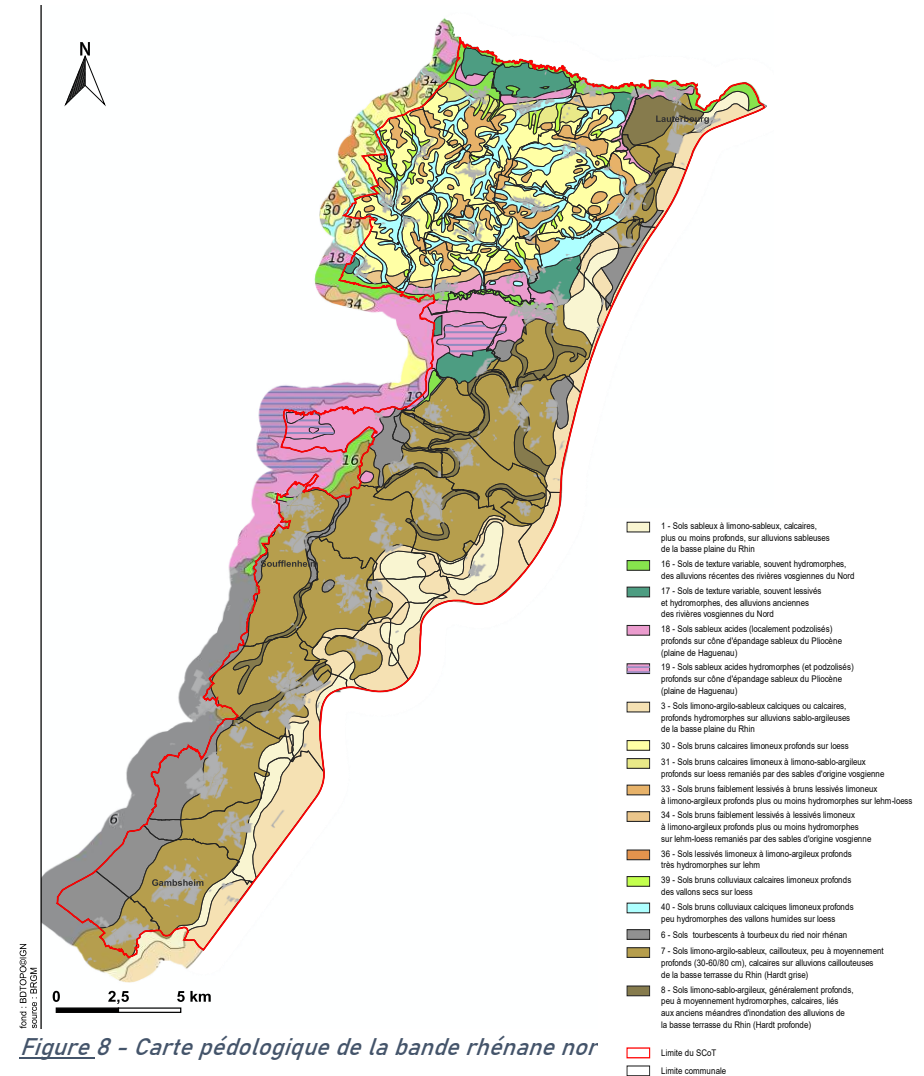 N
3
1
34
33
3
Lauterbourg
6
30
33
18
34
19
16
Soufflenheim
6
Gambsheim
1 - Sols sableux à limono-sableux, calcaires,
plus ou moins profonds, sur alluvions sableuses
de la basse plaine du Rhin
16 - Sols de texture variable, souvent hydromorphes,
des alluvions récentes des rivières vosgiennes du Nord
17 - Sols de texture variable, souvent lessivés
et hydromorphes, des alluvions anciennes
des rivières vosgiennes du Nord
18 - Sols sableux acides (localement podzolisés)
profonds sur cône d'épandage sableux du Pliocène
(plaine de Haguenau)
19 - Sols sableux acides hydromorphes (et podzolisés)
profonds sur cône d'épandage sableux du Pliocène
(plaine de Haguenau)
3 - Sols limono-argilo-sableux calciques ou calcaires,
profonds hydromorphes sur alluvions sablo-argileuses
de la basse plaine du Rhin
30 - Sols bruns calcaires limoneux profonds sur loess
31 - Sols bruns calcaires limoneux à limono-sablo-argileux
profonds sur loess remaniés par des sables d'origine vosgienne
33 - Sols bruns faiblement lessivés à bruns lessivés limoneux
à limono-argileux profonds plus ou moins hydromorphes sur lehm-loess
34 - Sols bruns faiblement lessivés à lessivés limoneux
à limono-argileux profonds plus ou moins hydromorphes
sur lehm-loess remaniés par des sables d'origine vosgienne
36 - Sols lessivés limoneux à limono-argileux profonds
très hydromorphes sur lehm
39 - Sols bruns colluviaux calcaires limoneux profonds
des vallons secs sur loess
40 - Sols bruns colluviaux calciques limoneux profonds
peu hydromorphes des vallons humides sur loess
6 - Sols tourbescents à tourbeux du ried noir rhénan
7 - Sols limono-argilo-sableux, caillouteux, peu à moyennement
profonds (30-60/80 cm), calcaires sur alluvions caillouteuses
de la basse terrasse du Rhin (Hardt grise)
8 - Sols limono-sablo-argileux, généralement profonds,
peu à moyennement hydromorphes, calcaires, liés
aux anciens méandres d'inondation des alluvions de
la basse terrasse du Rhin (Hardt profonde)
Limite du SCoT
Limite communale
fond : BDTOPO©IGN
source : BRGM
0 2,5 5 km
Figure 8 - Carte pédologique de la bande rhénane nor